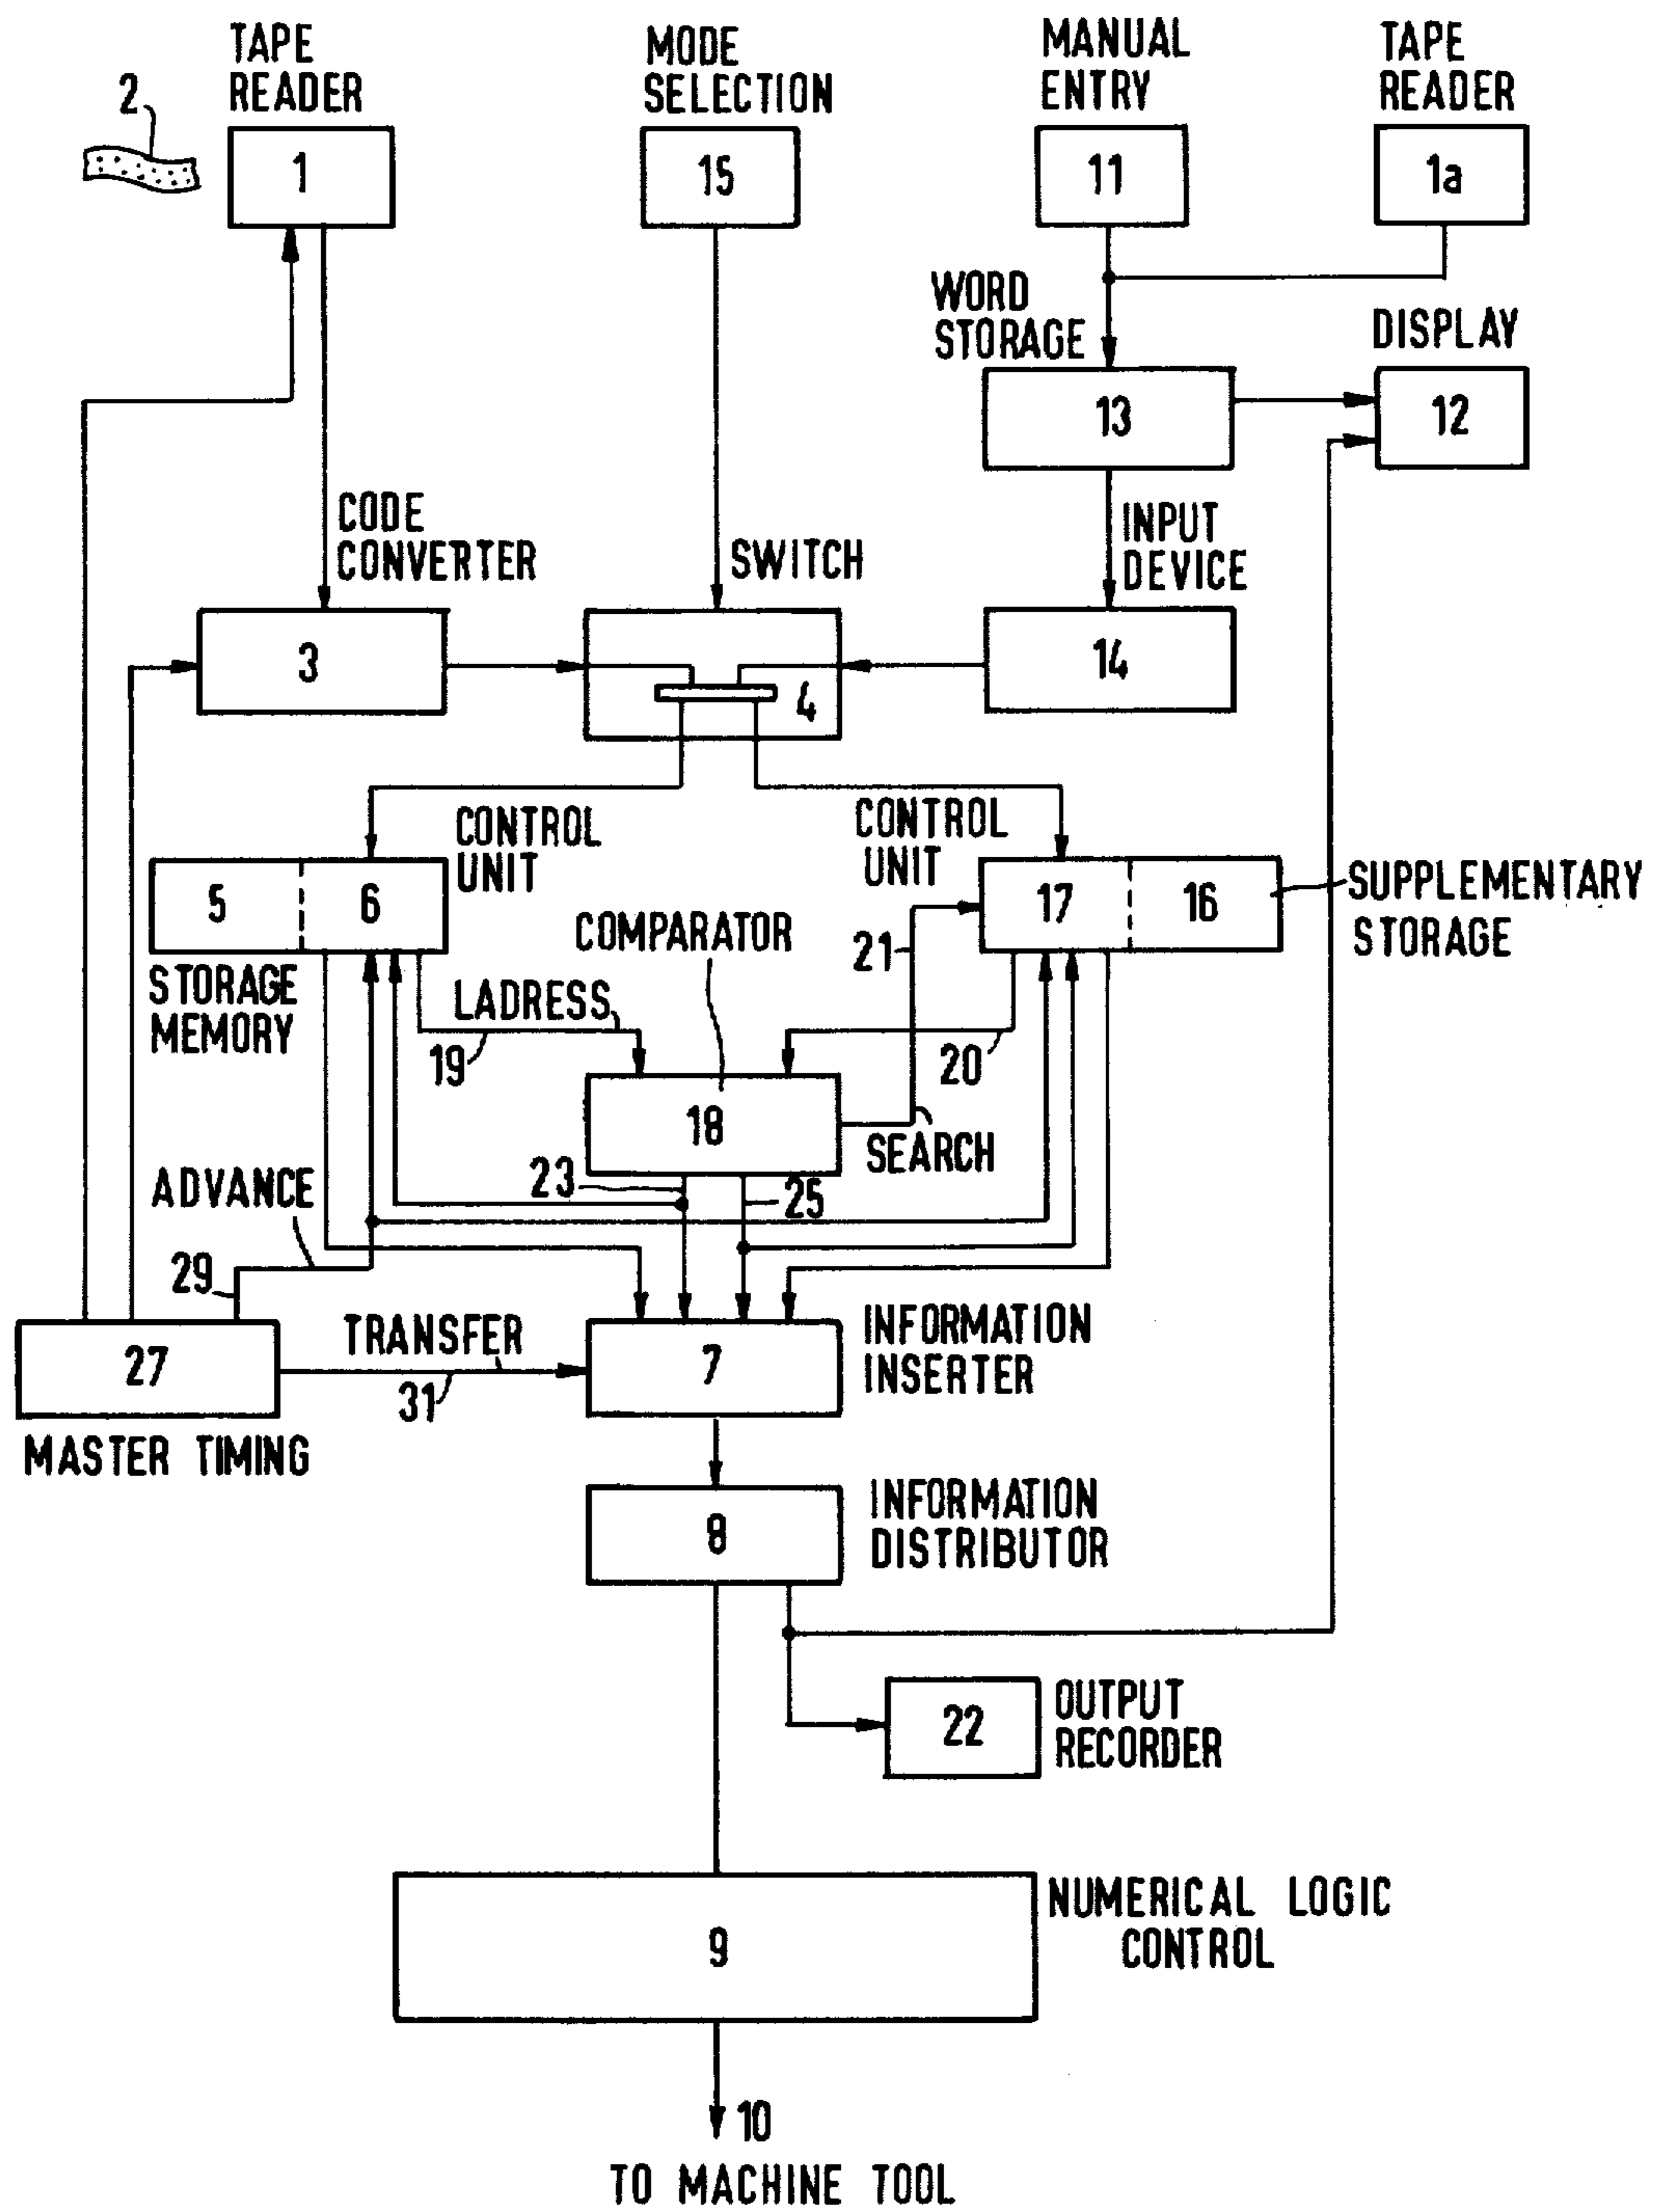 TAPE
READER
MODE
SELECTION
MANUAL
ENTRY
TAPE
READER
2
1
15
11
1a
WORD
STORAGE
DISPLAY
13
12
CODE
CONVERTER
SWITCH
INPUT
DEVICE
3
4
14
CONTROL
UNIT
CONTROL
UNIT
5
6
17
16
SUPPLEMENTARY
STORAGE
COMPARATOR
21
STORAGE
MEMORY
LADRESS
19
20
18
SEARCH
23
25
ADVANCE
29
27
TRANSFER
31
7
INFORMATION
INSERTER
MASTER TIMING
8
INFORMATION
DISTRIBUTOR
22
OUTPUT
RECORDER
9
NUMERICAL LOGIC
CONTROL
10
TO MACHINE TOOL